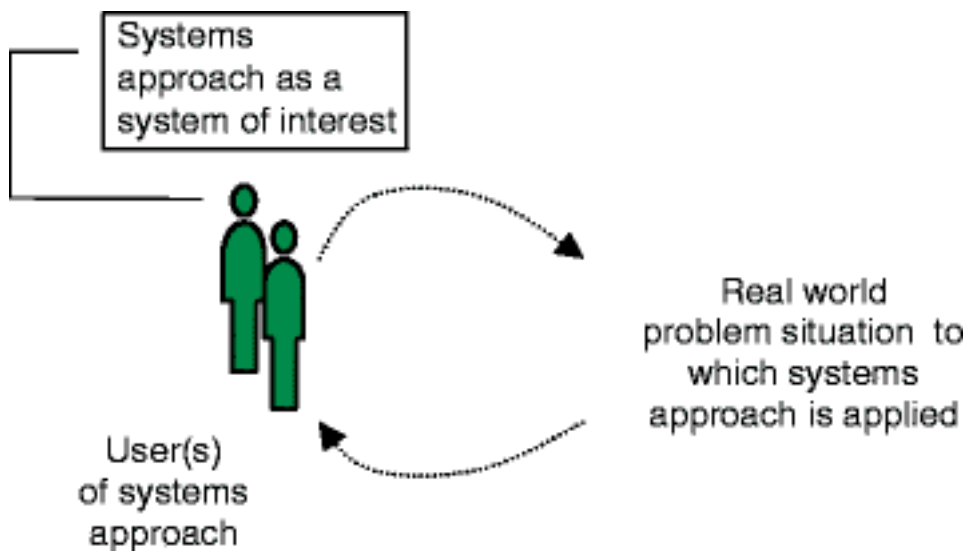 Systems
approach as a
system of interest
Real world
problem situation to
which systems
approach is applied
User(s)
of systems
approach